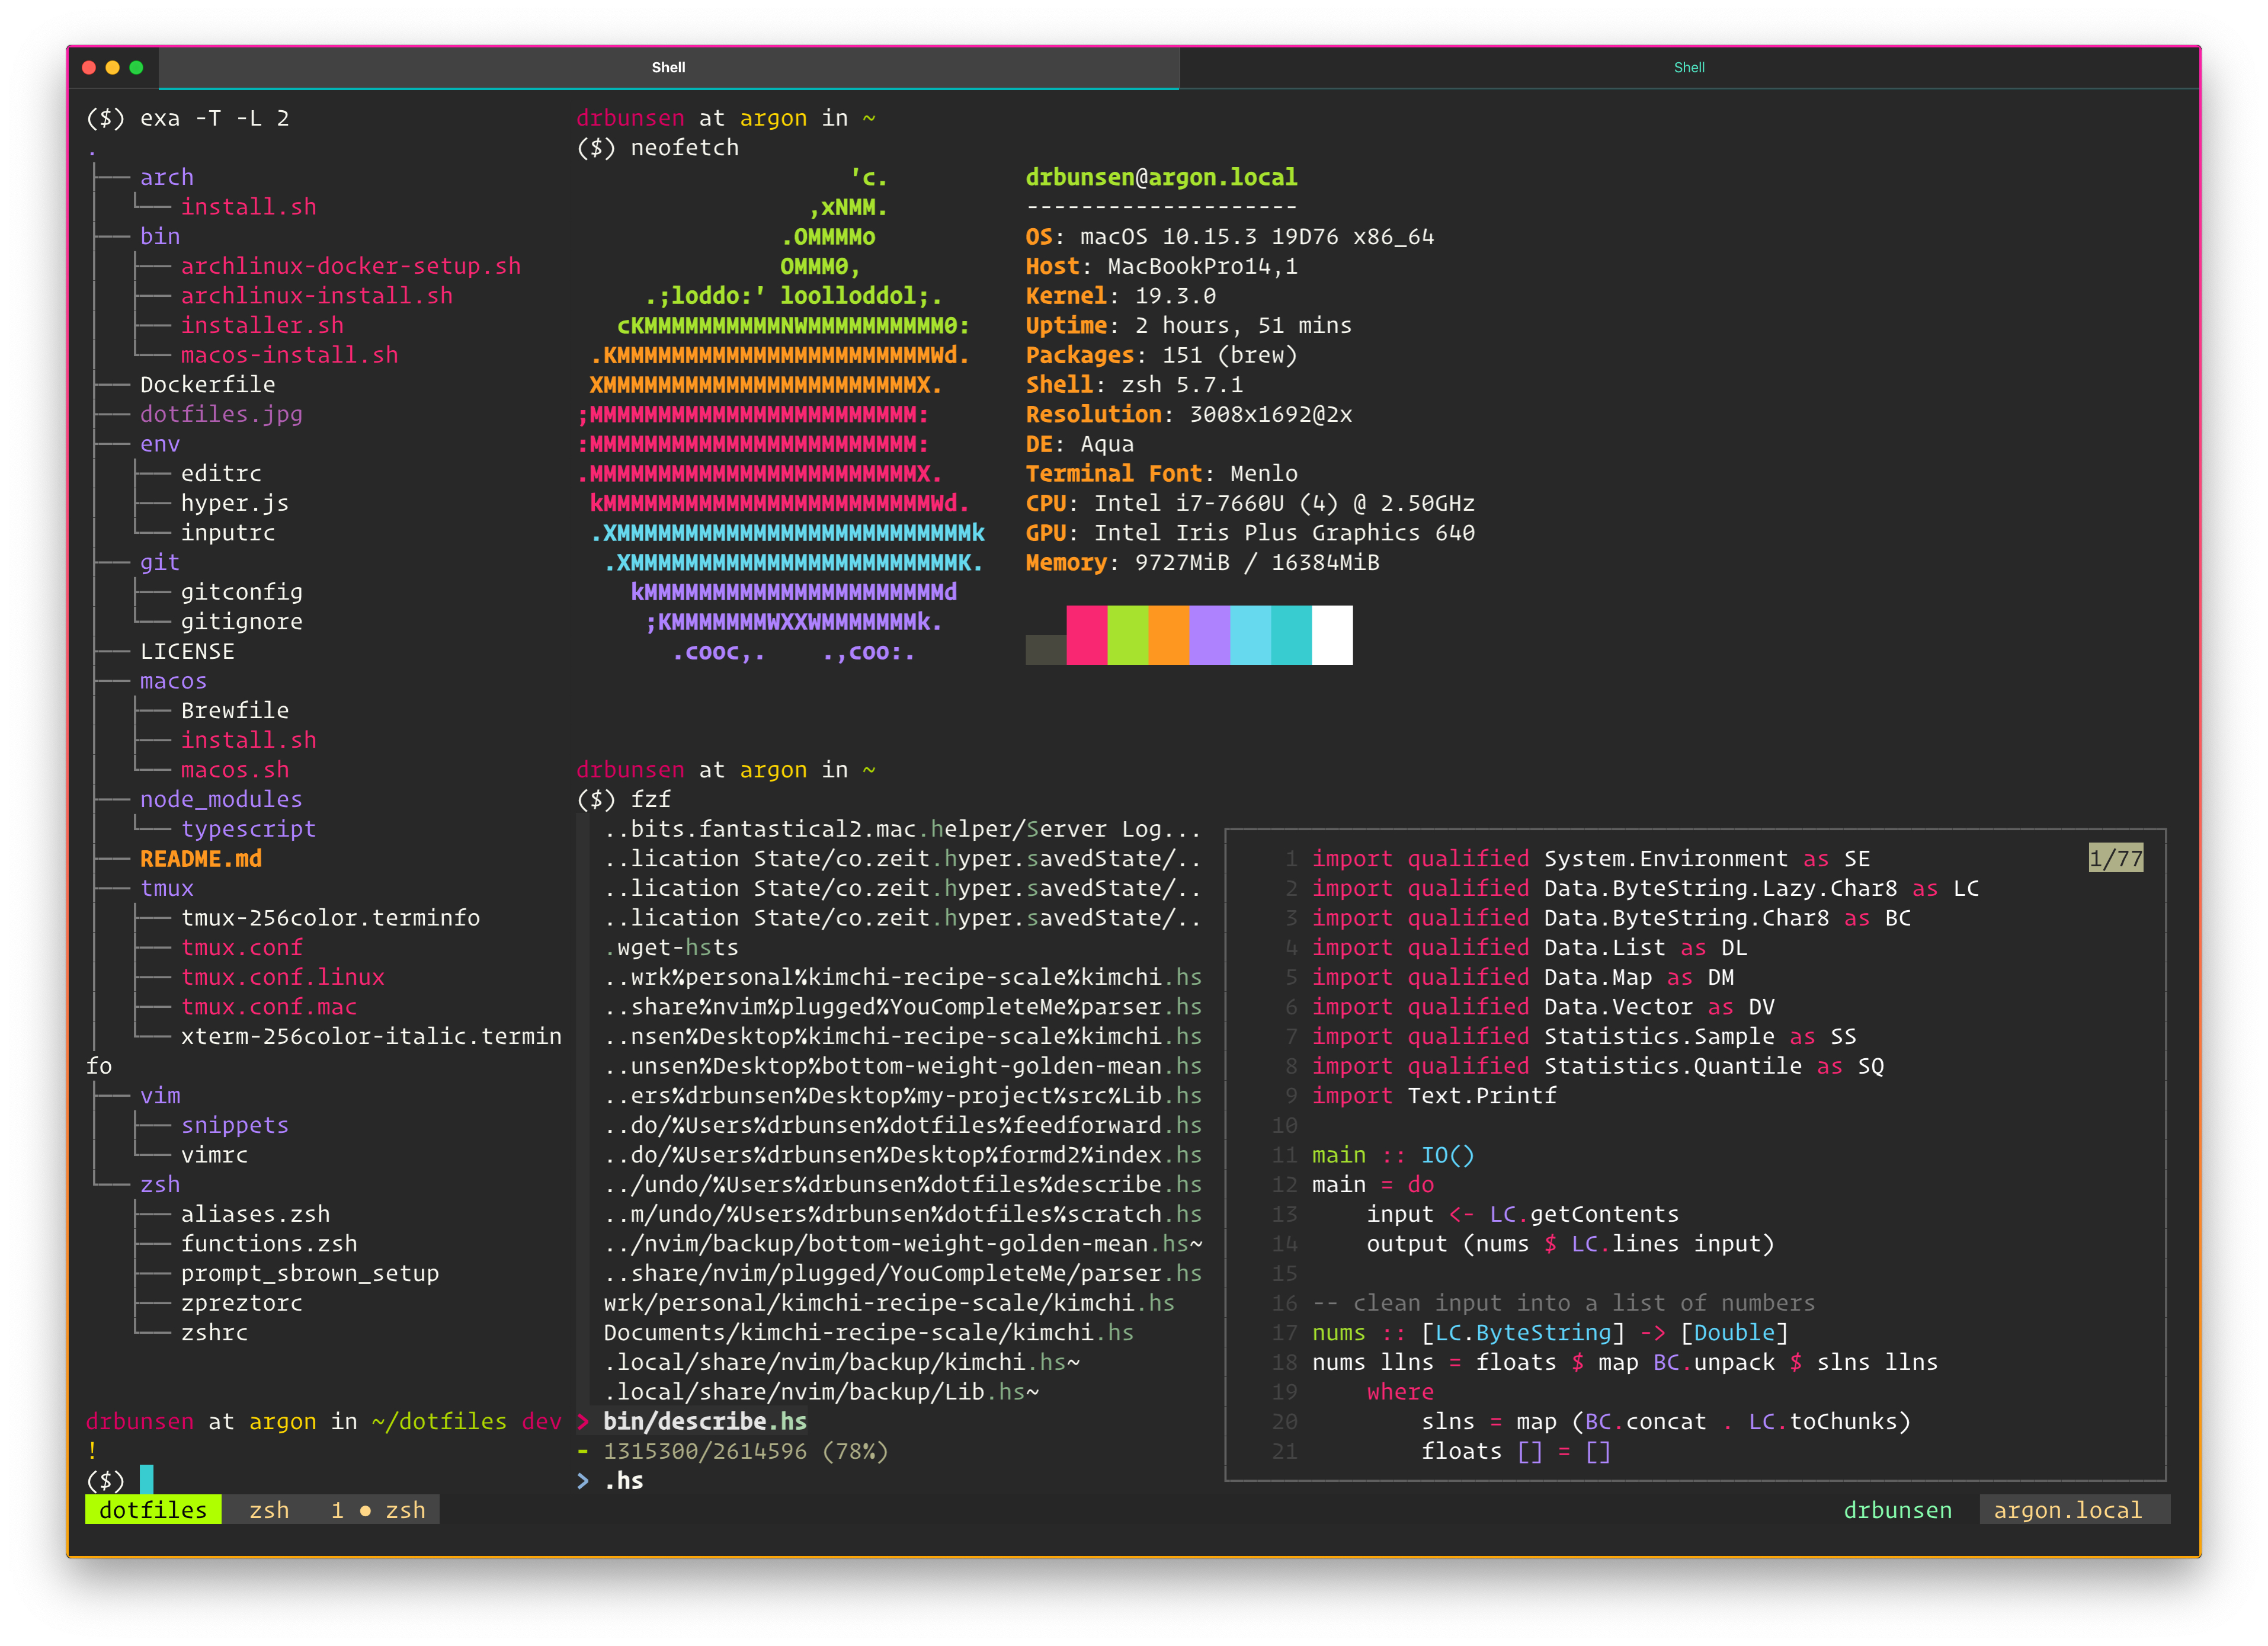 Shell
Shell
($) exa -T -L 2
.
├── arch
│   └── install.sh
├── bin
│   ├── archlinux-docker-setup.sh
│   ├── archlinux-install.sh
│   ├── installer.sh
│   └── macos-install.sh
├── Dockerfile
├── dotfiles.jpg
├── env
│   ├── editrc
│   ├── hyper.js
│   └── inputrc
├── git
│   ├── gitconfig
│   └── gitignore
├── LICENSE
├── macos
│   ├── Brewfile
│   ├── install.sh
│   └── macos.sh
├── node_modules
│   └── typescript
├── README.md
├── tmux
│   ├── tmux-256color.terminfo
│   ├── tmux.conf
│   ├── tmux.conf.linux
│   ├── tmux.conf.mac
│   └── xterm-256color-italic.termin
fo
├── vim
│   ├── snippets
│   └── vimrc
└── zsh
    ├── aliases.zsh
    ├── functions.zsh
    ├── prompt_sbrown_setup
    ├── zpreztorc
    └── zshrc
drbunsen at argon in ~/dotfiles dev
!
($)
drbunsen at argon in ~
($) neofetch
'c.
,xNMM.
.OMMMMo
OMMM0,
.;loddo:' loolloddol;.
cKMMMMMMMMMMNWMMMMMMMMMM0:
.KMMMMMMMMMMMMMMMMMMMMMMMWd.
XMMMMMMMMMMMMMMMMMMMMMMMX.
;MMMMMMMMMMMMMMMMMMMMMMMM:
:MMMMMMMMMMMMMMMMMMMMMMMM:
.MMMMMMMMMMMMMMMMMMMMMMMMX.
kMMMMMMMMMMMMMMMMMMMMMMMMWd.
.XMMMMMMMMMMMMMMMMMMMMMMMMMMk
.XMMMMMMMMMMMMMMMMMMMMMMMMK.
kMMMMMMMMMMMMMMMMMMMMMMd
;KMMMMMMMWXXWMMMMMMMk.
.cooc,.    .,coo:.
drbunsen@argon.local
--------------------
OS: macOS 10.15.3 19D76 x86_64
Host: MacBookPro14,1
Kernel: 19.3.0
Uptime: 2 hours, 51 mins
Packages: 151 (brew)
Shell: zsh 5.7.1
Resolution: 3008x1692@2x
DE: Aqua
Terminal Font: Menlo
CPU: Intel i7-7660U (4) @ 2.50GHz
GPU: Intel Iris Plus Graphics 640
Memory: 9727MiB / 16384MiB
drbunsen at argon in ~
($) fzf
..bits.fantastical2.mac.helper/Server Log...
..lication State/co.zeit.hyper.savedState/..
..lication State/co.zeit.hyper.savedState/..
..lication State/co.zeit.hyper.savedState/..
.wget-hsts
..wrk%personal%kimchi-recipe-scale%kimchi.hs
..share%nvim%plugged%YouCompleteMe%parser.hs
..nsen%Desktop%kimchi-recipe-scale%kimchi.hs
..unsen%Desktop%bottom-weight-golden-mean.hs
..ers%drbunsen%Desktop%my-project%src%Lib.hs
..do/%Users%drbunsen%dotfiles%feedforward.hs
..do/%Users%drbunsen%Desktop%formd2%index.hs
../undo/%Users%drbunsen%dotfiles%describe.hs
..m/undo/%Users%drbunsen%dotfiles%scratch.hs
../nvim/backup/bottom-weight-golden-mean.hs~
..share/nvim/plugged/YouCompleteMe/parser.hs
wrk/personal/kimchi-recipe-scale/kimchi.hs
Documents/kimchi-recipe-scale/kimchi.hs
.local/share/nvim/backup/kimchi.hs~
.local/share/nvim/backup/Lib.hs~
> bin/describe.hs
- 1315300/2614596 (78%)
> .hs
1/77
1 import qualified System.Environment as SE
2 import qualified Data.ByteString.Lazy.Char8 as LC
3 import qualified Data.ByteString.Char8 as BC
4 import qualified Data.List as DL
5 import qualified Data.Map as DM
6 import qualified Data.Vector as DV
7 import qualified Statistics.Sample as SS
8 import qualified Statistics.Quantile as SQ
9 import Text.Printf
10
11 main :: IO()
12 main = do
13     input <- LC.getContents
14     output (nums $ LC.lines input)
15
16 -- clean input into a list of numbers
17 nums :: [LC.ByteString] -> [Double]
18 nums llns = floats $ map BC.unpack $ slns llns
19     where
20         slns = map (BC.concat . LC.toChunks)
21         floats [] = []
dotfiles zsh 1 ● zsh
drbunsen argon.local